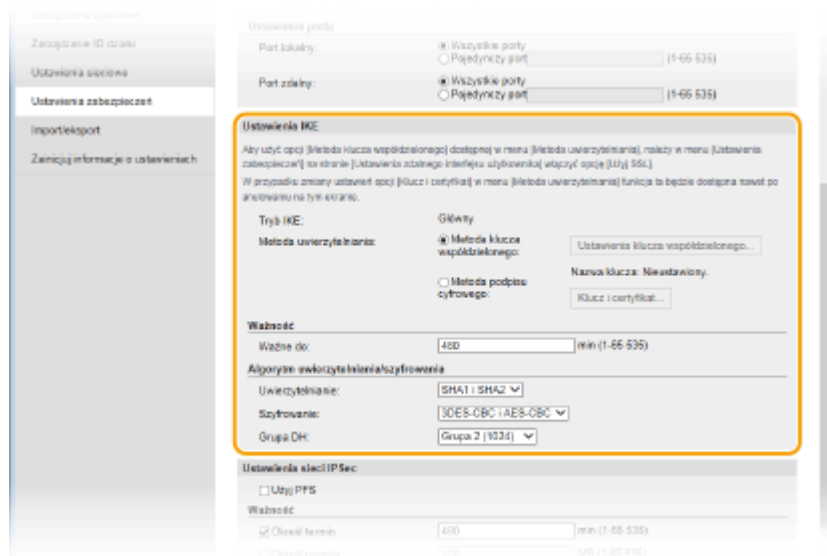 Zarządzanie ID działu
Ustawienia sieciowe
Ustawienia zabezpieczeń
Import/eksport
Zainicjuj informacje o ustawieniach
Ustawienia portu
Port lokalny:
Wszystkie porty
Pojedynczy port
(1-65 535)
Port zdalny:
Wszystkie porty
Pojedynczy port
(1-65 535)
Ustawienia IKE
Aby użyć opcji [Metoda klucza współdzielonego] dostępnej w menu [Metoda uwierzytelniania], należy w menu [Ustawienia
zabezpieczeń] na stronie [Ustawienia zdalnego interfejsu użytkownika] włączyć opcję [Użyj SSL].
W przypadku zmiany ustawień opcji [Klucz i certyfikat] w menu [Metoda uwierzytelniania] funkcja ta będzie dostępna nawet po
anulowaniu na tym ekranie.
Tryb IKE:
Główny
Metoda uwierzytelniania:
Metoda klucza
współdzielonego:
Ustawienia klucza współdzielonego...
Metoda podpisu
cyfrowego:
Nazwa klucza: Nieustawiony.
Klucz i certyfikat...
Ważność
Ważne do:
480
min (1-65 535)
Algorytm uwierzytelniania/szyfrowania
Uwierzytelnianie:
SHA1 i SHA2
Szyfrowanie:
3DES-CBC i AES-CBC
Grupa DH:
Grupa 2 (1024)
Ustawienia sieci IPSec
Użyj PFS
Ważność
Określ termin
480
min (1-65 535)